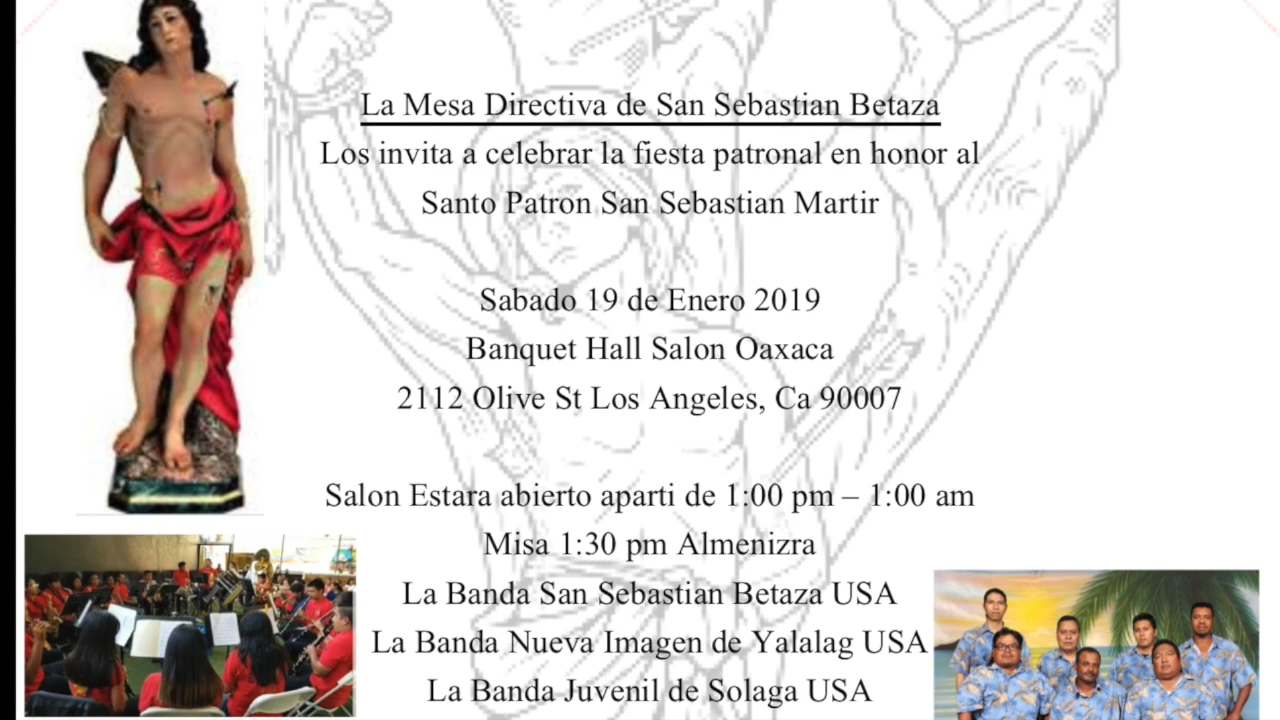 La Mesa Directiva de San Sebastian Betaza
Los invita a celebrar la fiesta patronal en honor al
Santo Patron San Sebastian Martir
Sabado 19 de Enero 2019
Banquet Hall Salon Oaxaca
2112 Olive St Los Angeles, Ca 90007
Salon Estara abierto aparti de 1:00 pm – 1:00 am
Misa 1:30 pm Almenizra
La Banda San Sebastian Betaza USA
La Banda Nueva Imagen de Yalalag USA
La Banda Juvenil de Solaga USA